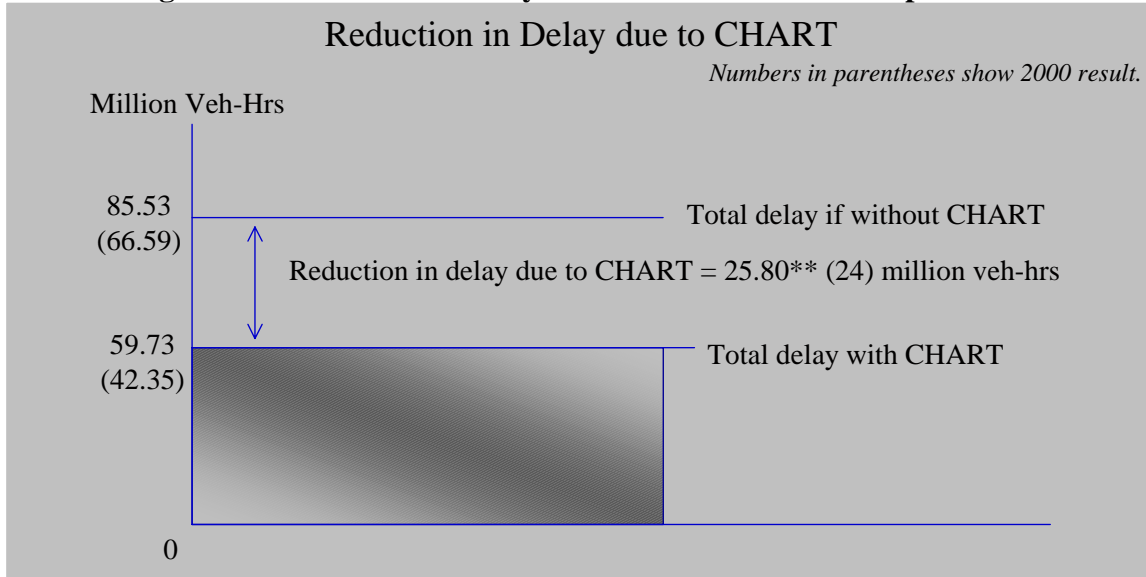 Reduction in Delay due to CHART
Numbers in parentheses show 2000 result.
Million Veh-Hrs
85.53
(66.59)
Total delay if without CHART
Reduction in delay due to CHART = 25.80** (24) million veh-hrs
59.73
(42.35)
Total delay with CHART
0